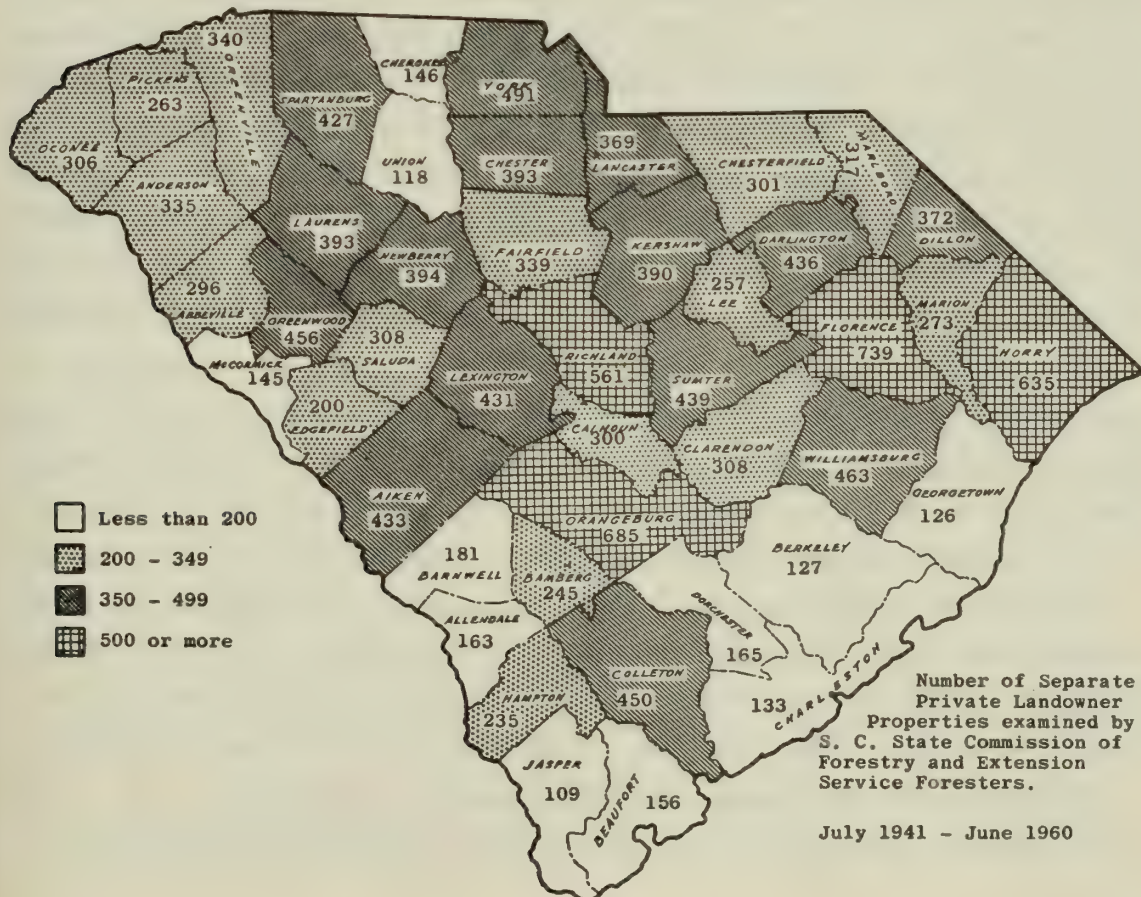 340
GREENVILLE
PICKENS
263
OCONEE
306
ANDERSON
335
SPARTANBURG
427
CHEROKEE
146
YORK
491
UNION
118
CHESTER
393
369
LANCASTER
CHESTERFIELD
301
MARLBORO
317
372
DILLON
LAURENS
393
NEWBERRY
394
FAIRFIELD
339
KERSHAW
390
DARLINGTON
436
257
LEE
296
ABBEVILLE
GREENWOOD
456
308
SALUDA
MCCORMICK
145
200
EDGEFIELD
LEXINGTON
431
RICHLAND
561
SUMTER
439
FLORENCE
739
MARION
273
HORRY
635
CALHOUN
300
CLARENDON
308
WILLIAMSBURG
463
GEORGETOWN
126
AIKEN
433
ORANGEBURG
685
BERKELEY
127
181
BARNWELL
BAMBERG
245
DORCHESTER
165
ALLENDALE
163
COLLETON
450
133
CHARLESTON
HAMPTON
235
JASPER
109
BEAUFORT
156
Less than 200
200 - 349
350 - 499
500 or more
Number of Separate
Private Landowner
Properties examined by
S. C. State Commission of
Forestry and Extension
Service Foresters.
July 1941 - June 1960